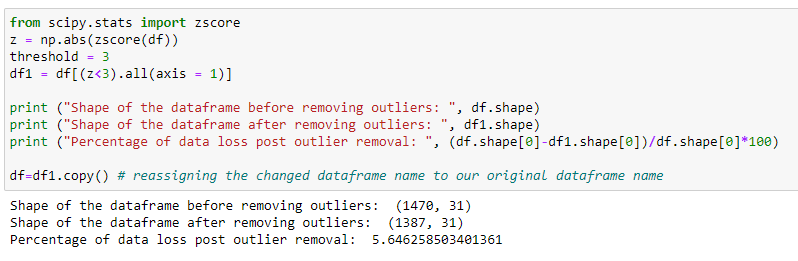 from scipy.stats import zscore
z = np.abs(zscore(df))
threshold = 3
df1 = df[(z<3).all(axis = 1)]
print ("Shape of the dataframe before removing outliers: ", df.shape)
print ("Shape of the dataframe after removing outliers: ", df1.shape)
print ("Percentage of data loss post outlier removal: ", (df.shape[0]-df1.shape[0])/df.shape[0]*100)
df=df1.copy() # reassigning the changed dataframe name to our original dataframe name
Shape of the dataframe before removing outliers:  (1470, 31)
Shape of the dataframe after removing outliers:  (1387, 31)
Percentage of data loss post outlier removal:  5.646258503401361